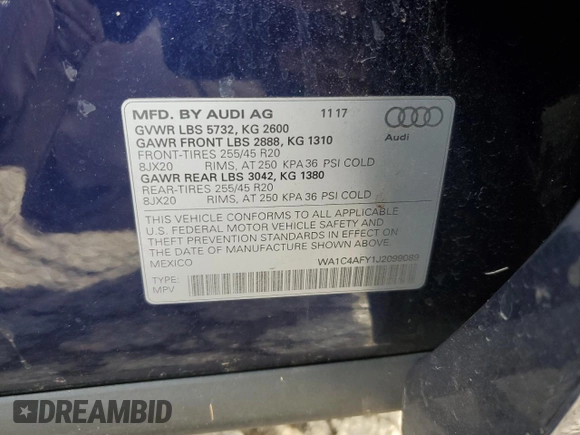 MFD. BY AUDI AG 11 17
GVWR LBS 5732, KG 2600
GAWR FRONT LBS 2888, KG 1310
FRONT-TIRES 255/45 R20
8JX20 RIMS, AT 250 KPA 36 PSI COLD
GAWR REAR LBS 3042, KG 1380
REAR-TIRES 255/45 R20
8JX20 RIMS, AT 250 KPA 36 PSI COLD
Audi
THIS VEHICLE CONFORMS TO ALL APPLICABLE
U.S. FEDERAL MOTOR VEHICLE SAFETY AND
THEFT PREVENTION STANDARDS IN EFFECT ON
THE DATE OF MANUFACTURE SHOWN ABOVE.
MEXICO WA1C4AFY1J2099089
TYPE:
MPV
DREAMBID